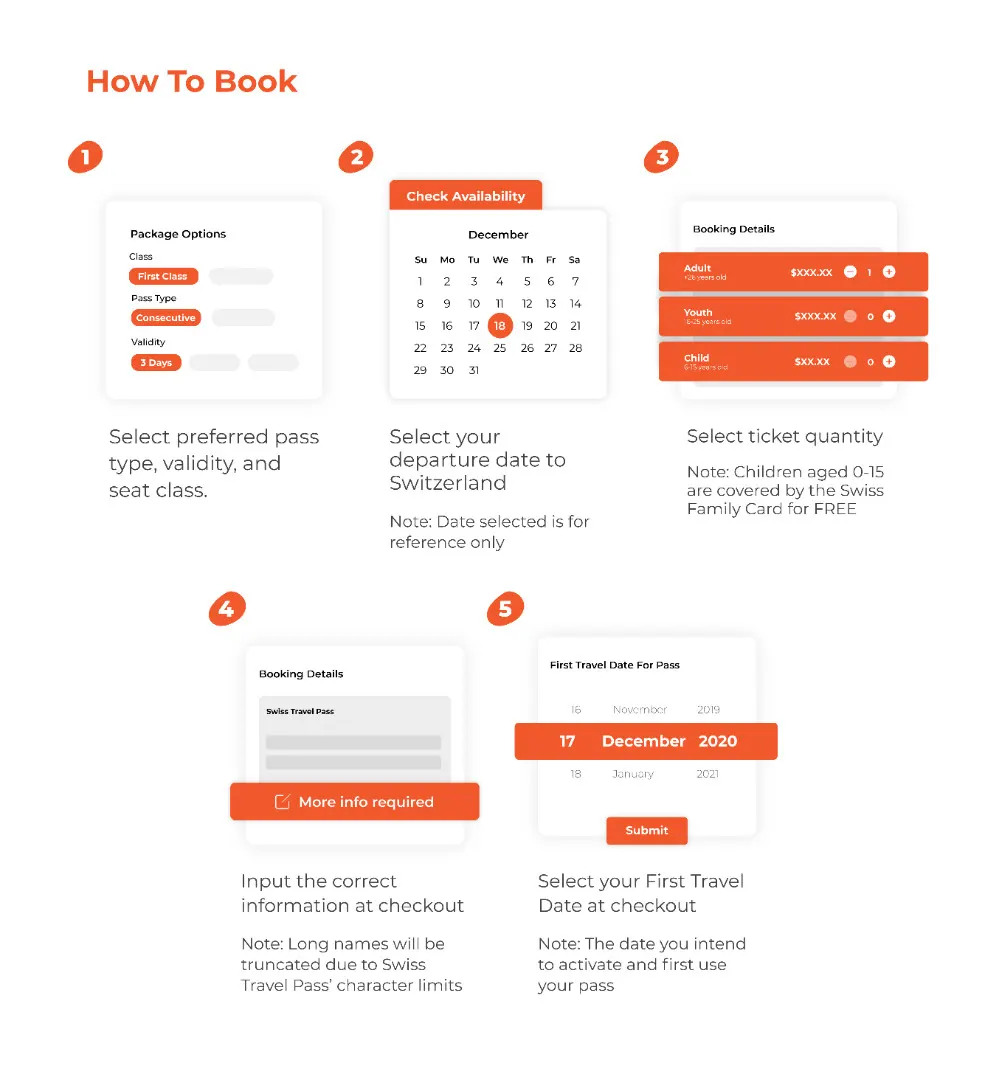 How To Book
1
Package Options
Class
First Class
Pass Type
Consecutive
Validity
3 Days
Select preferred pass
type, validity, and
seat class.
2
Check Availability
December
Su Mo Tu We Th Fr Sa
1 2 3 4 5 6 7
8 9 10 11 12 13 14
15 16 17 18 19 20 21
22 23 24 25 26 27 28
29 30 31
Select your
departure date to
Switzerland
Note: Date selected is for
reference only
3
Booking Details
Adult $XXX.XX − 1 +
+26 years old
Youth $XXX.XX 0 +
16-25 years old
Child $XX.XX 0 +
6-15 years old
Select ticket quantity
Note: Children aged 0-15
are covered by the Swiss
Family Card for FREE
4
Booking Details
Swiss Travel Pass
More info required
Input the correct
information at checkout
Note: Long names will be
truncated due to Swiss
Travel Pass’ character limits
5
First Travel Date For Pass
16 November 2019
17 December 2020
18 January 2021
Submit
Select your First Travel
Date at checkout
Note: The date you intend
to activate and first use
your pass